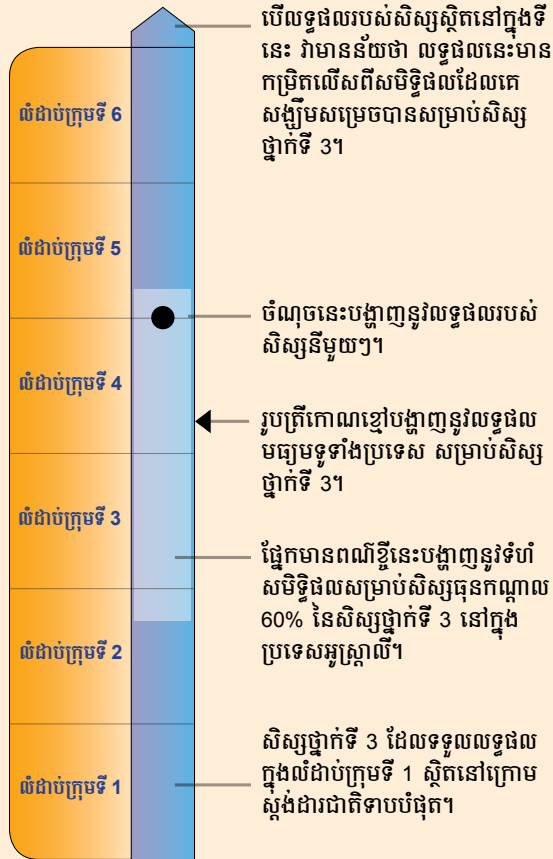 បើលទ្ធផលរបស់សិស្សស្ថិតនៅក្នុងទី
នេះ វាមានន័យថា លទ្ធផលនេះមាន
កម្រិតលើសពីសមិទ្ធិផលដែលគេ
សង្ឃឹមសម្រេចបានសម្រាប់សិស្ស
ថ្នាក់ទី 3។
លំដាប់ក្រុមទី 6
លំដាប់ក្រុមទី 5
ចំណុចនេះបង្ហាញនូវលទ្ធផលរបស់
សិស្សនីមួយៗ។
លំដាប់ក្រុមទី 4
រូបត្រីកោណខ្មៅបង្ហាញនូវលទ្ធផល
មធ្យមទូទាំងប្រទេស សម្រាប់សិស្ស
ថ្នាក់ទី 3។
លំដាប់ក្រុមទី 3
ផ្នែកមានពណ៌ខ្ចីនេះបង្ហាញនូវទំហំ
សមិទ្ធិផលសម្រាប់សិស្សធុនកណ្តាល
60% នៃសិស្សថ្នាក់ទី 3 នៅក្នុង
ប្រទេសអូស្ត្រាលី។
លំដាប់ក្រុមទី 2
សិស្សថ្នាក់ទី 3 ដែលទទួលលទ្ធផល
ក្នុងលំដាប់ក្រុមទី 1 ស្ថិតនៅក្រោម
ស្តង់ដារជាតិទាបបំផុត។
លំដាប់ក្រុមទី 1